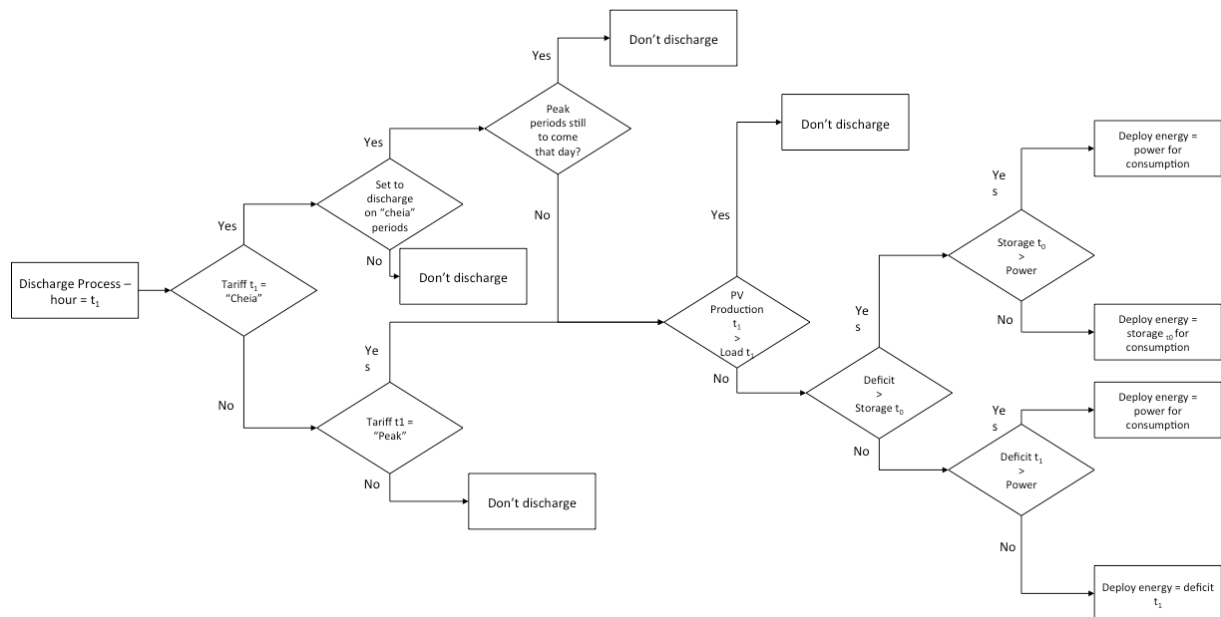 Discharge Process –
hour = t₁
Tariff t₁ =
“Cheia”
Yes
No
Set to
discharge
on “cheia”
periods
Yes
No
Don’t discharge
Peak
periods still
to come
that day?
Yes
Don’t discharge
No
Tariff t1 =
“Peak”
Ye
s
No
Don’t discharge
PV
Production
t₁
>
Load t₁
Yes
Don’t discharge
No
Deficit
>
Storage t₀
Ye
s
No
Storage t₀
>
Power
Ye
s
Deploy energy =
power for
consumption
No
Deploy energy =
storage t₀ for
consumption
Deficit t₁
>
Power
Ye
s
Deploy energy =
power for
consumption
No
Deploy energy = deficit
t₁